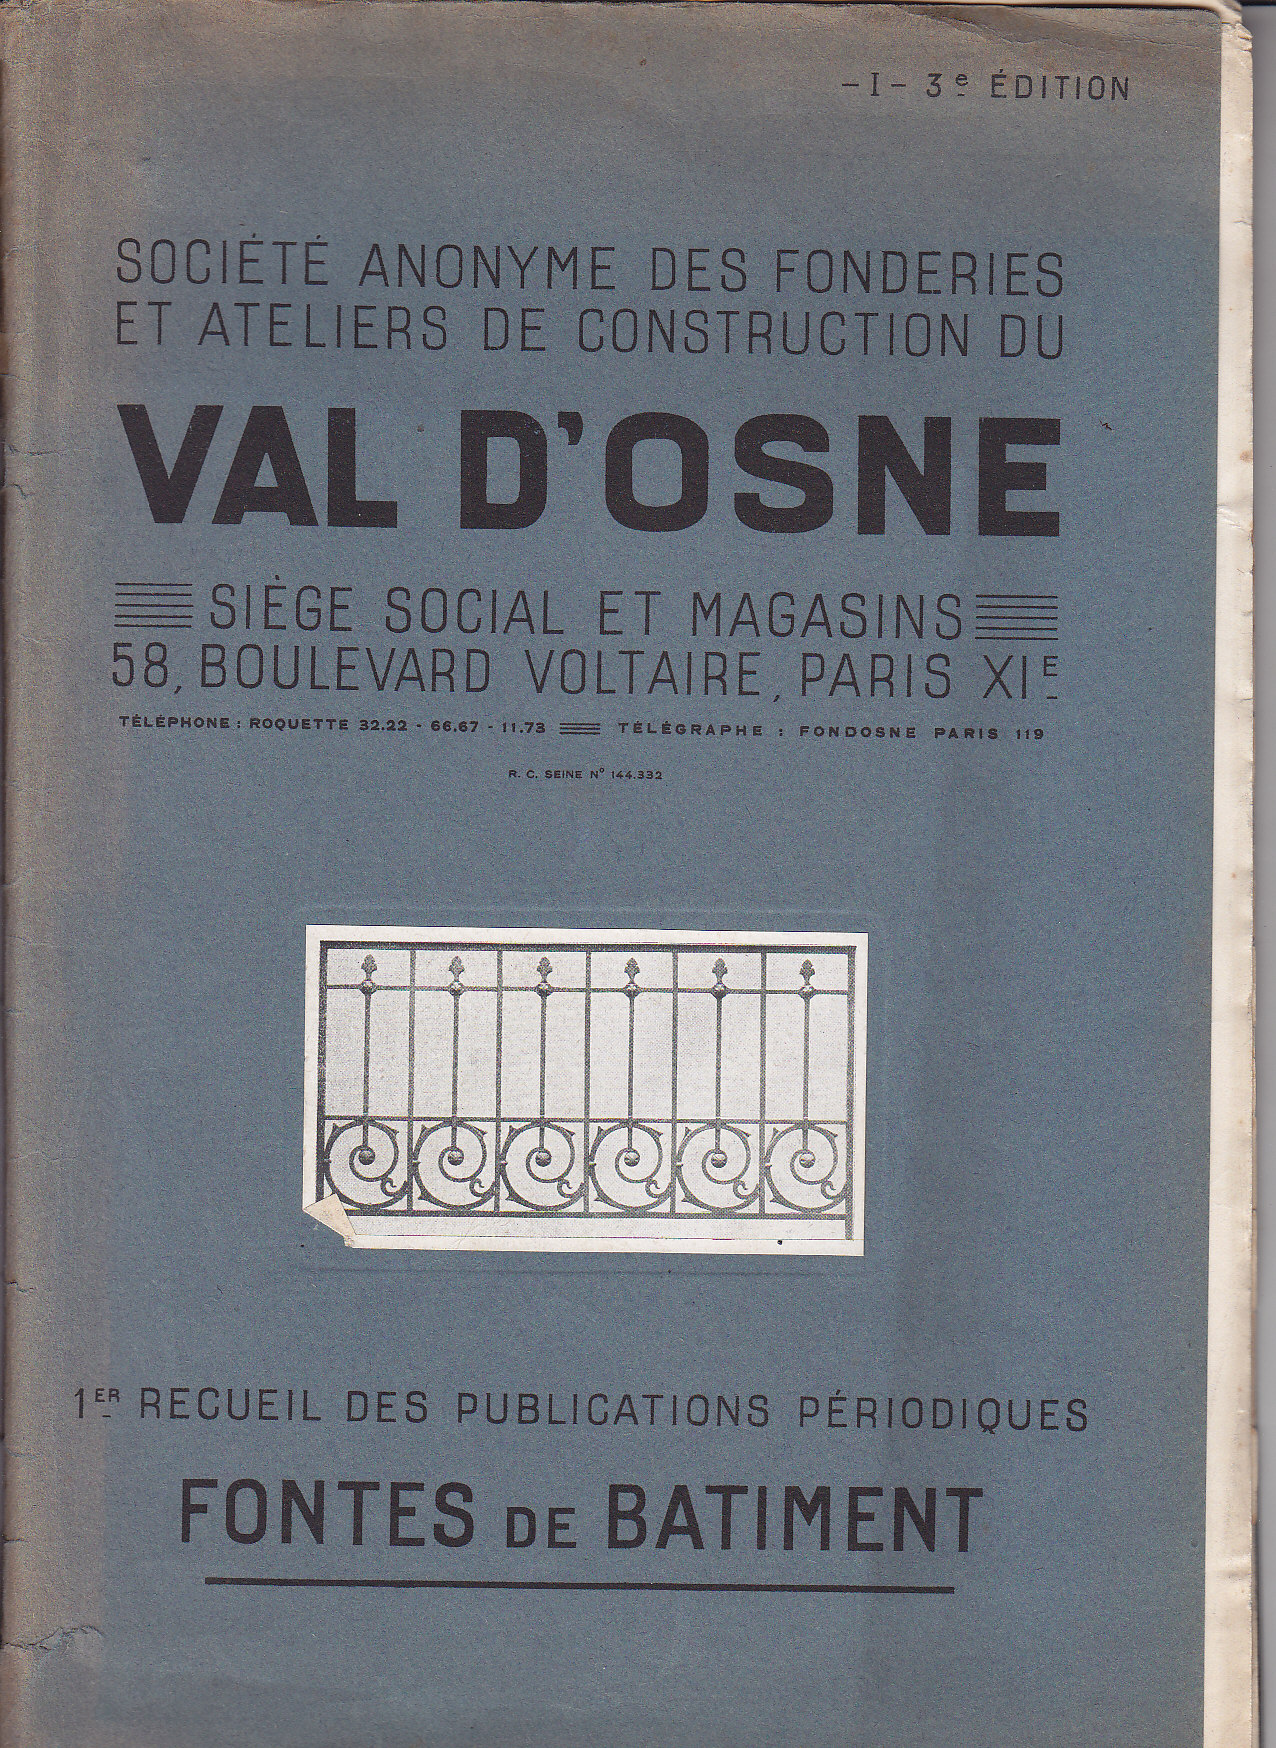 -I- 3e ÉDITION
SOCIÉTÉ ANONYME DES FONDERIES
ET ATELIERS DE CONSTRUCTION DU
VAL D'OSNE
SIÈGE SOCIAL ET MAGASINS
58, BOULEVARD VOLTAIRE, PARIS XIE
TÉLÉPHONE : ROQUETTE 32.22 - 66.67 - 11.73 TÉLÉGRAPHE : FONDOSNE PARIS 119
R. C. SEINE N° 144.332
1ER RECUEIL DES PUBLICATIONS PÉRIODIQUES
FONTES DE BATIMENT